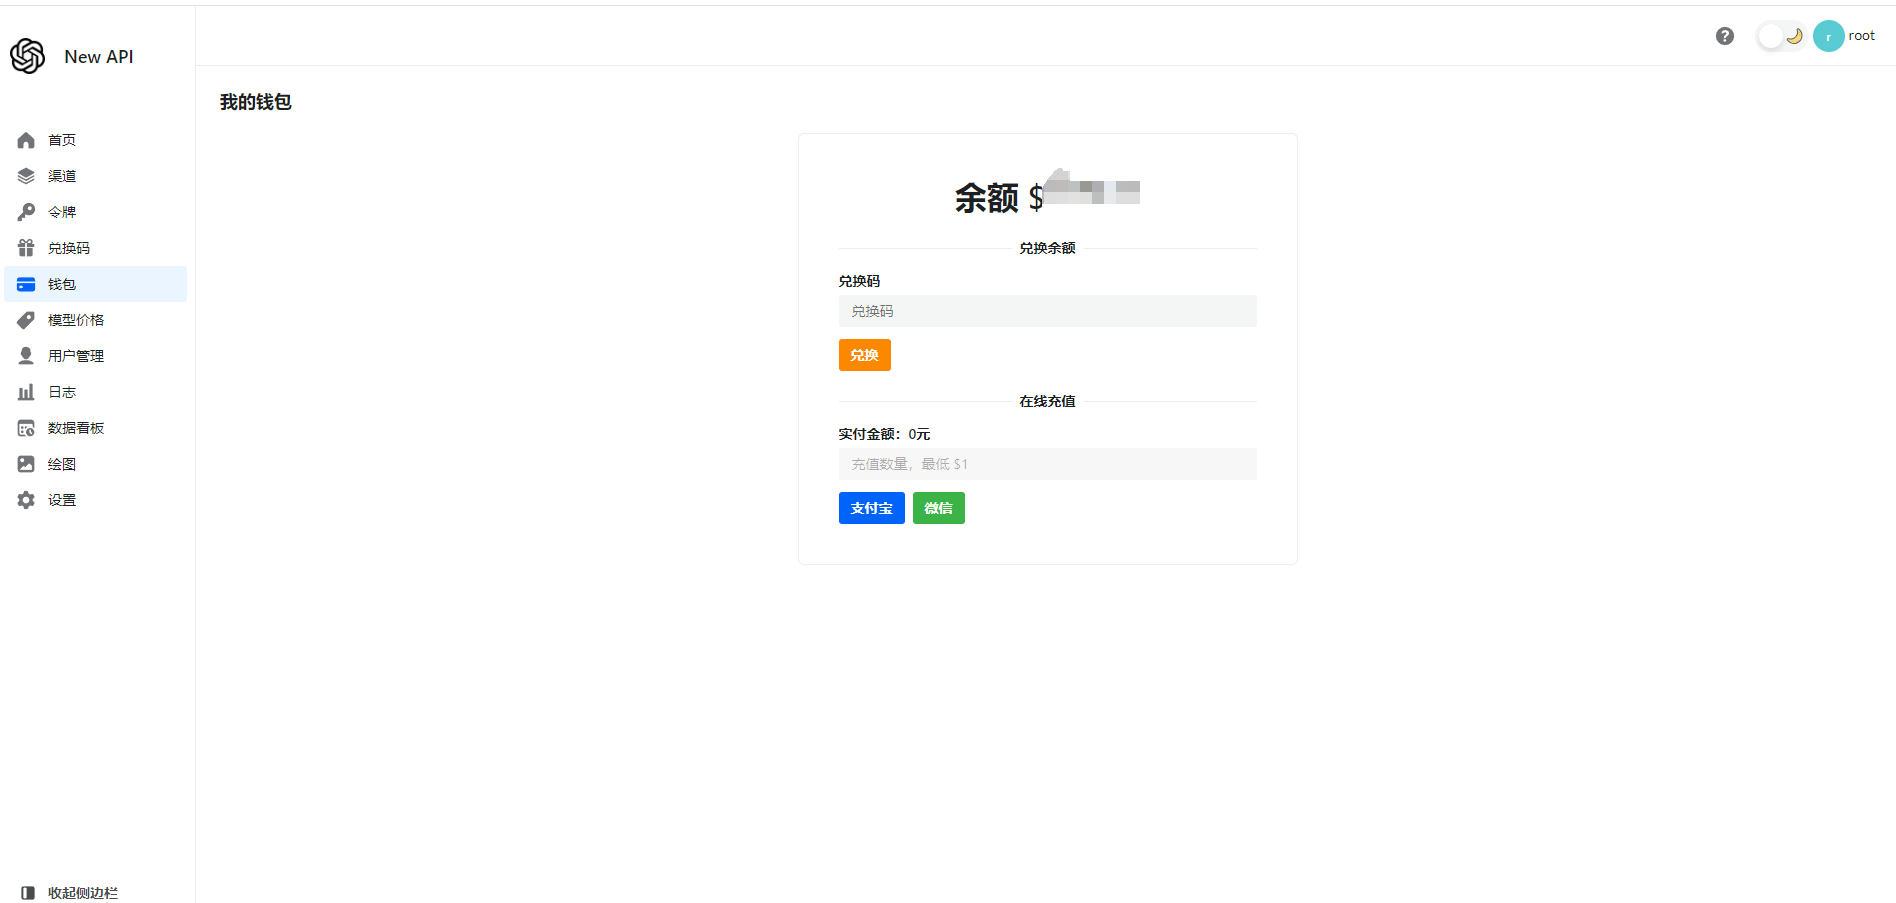 New API
r
root
首页
渠道
令牌
兑换码
钱包
模型价格
用户管理
日志
数据看板
绘图
设置
收起侧边栏
我的钱包
余额 $
兑换余额
兑换码
兑换码
兑换
在线充值
实付金额：0元
充值数量，最低 $1
支付宝 微信